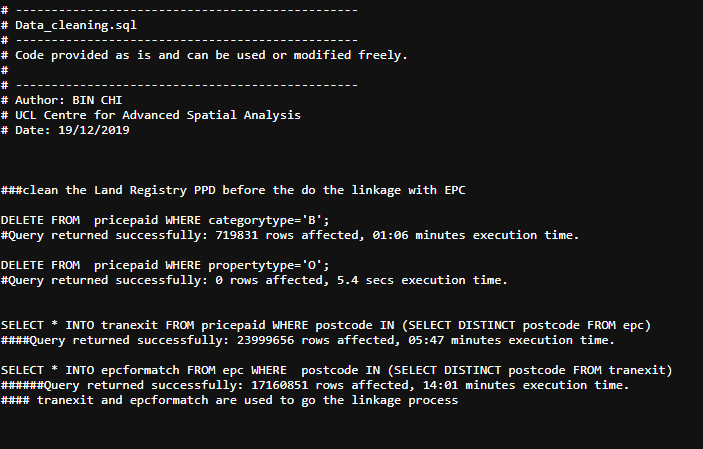 # ------------------------------------------------
# Data_cleaning.sql
# ------------------------------------------------
# Code provided as is and can be used or modified freely.
#
# ------------------------------------------------
# Author: BIN CHI
# UCL Centre for Advanced Spatial Analysis
# Date: 19/12/2019
###clean the Land Registry PPD before the do the linkage with EPC
DELETE FROM  pricepaid WHERE categorytype='B';
#Query returned successfully: 719831 rows affected, 01:06 minutes execution time.
DELETE FROM  pricepaid WHERE propertytype='O';
#Query returned successfully: 0 rows affected, 5.4 secs execution time.
SELECT * INTO tranexit FROM pricepaid WHERE postcode IN (SELECT DISTINCT postcode FROM epc)
####Query returned successfully: 23999656 rows affected, 05:47 minutes execution time.
SELECT * INTO epcformatch FROM epc WHERE  postcode IN (SELECT DISTINCT postcode FROM tranexit)
######Query returned successfully: 17160851 rows affected, 14:01 minutes execution time.
#### tranexit and epcformatch are used to go the linkage process